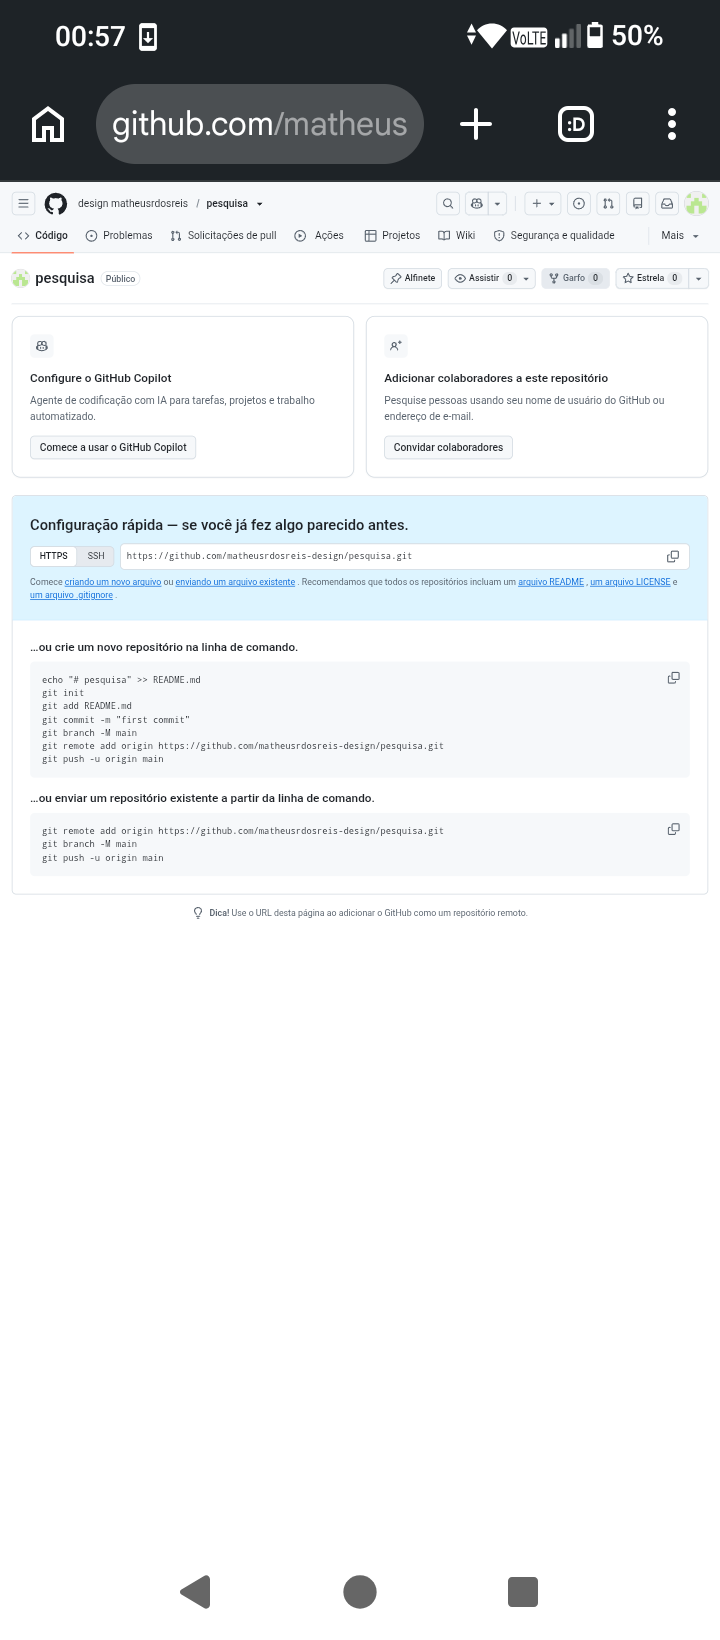 00:57 VoLTE 50%
github.com/matheus :D
design matheusrdosreis / pesquisa
Código Problemas Solicitações de pull Ações Projetos Wiki Segurança e qualidade Mais
pesquisa Público Alfinete Assistir 0 Garfo 0 Estrela 0
Configure o GitHub Copilot
Agente de codificação com IA para tarefas, projetos e trabalho
automatizado.
Comece a usar o GitHub Copilot
Adicionar colaboradores a este repositório
Pesquise pessoas usando seu nome de usuário do GitHub ou
endereço de e-mail.
Convidar colaboradores
Configuração rápida — se você já fez algo parecido antes.
HTTPS SSH https://github.com/matheusrdosreis-design/pesquisa.git
Comece criando um novo arquivo ou enviando um arquivo existente . Recomendamos que todos os repositórios incluam um arquivo README , um arquivo LICENSE e
um arquivo .gitignore .
…ou crie um novo repositório na linha de comando.
echo "# pesquisa" >> README.md
git init
git add README.md
git commit -m "first commit"
git branch -M main
git remote add origin https://github.com/matheusrdosreis-design/pesquisa.git
git push -u origin main
…ou enviar um repositório existente a partir da linha de comando.
git remote add origin https://github.com/matheusrdosreis-design/pesquisa.git
git branch -M main
git push -u origin main
Dica! Use o URL desta página ao adicionar o GitHub como um repositório remoto.